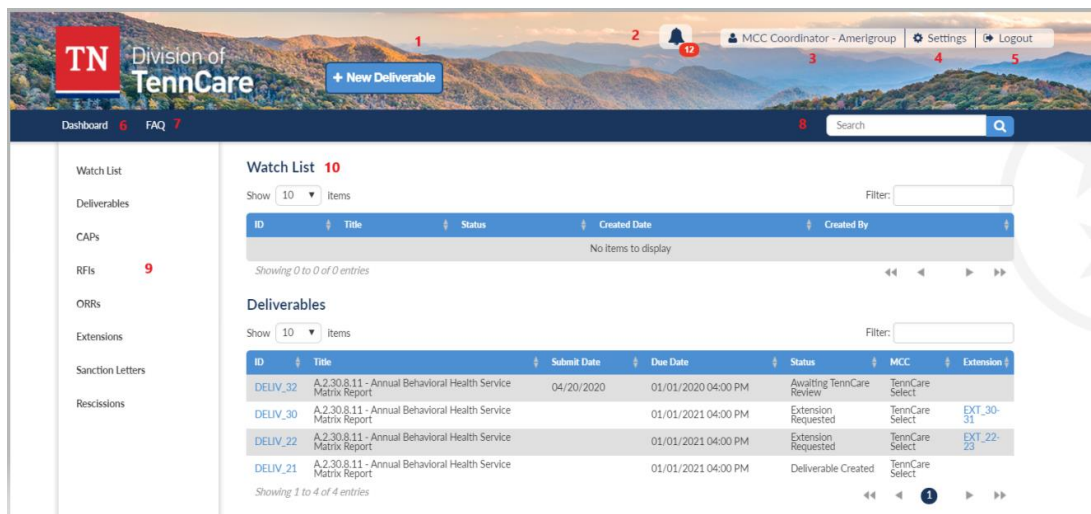 1
2
12
MCC Coordinator - Amerigroup
Settings
Logout
3
4
5
TN
Division of
TennCare
+ New Deliverable
Dashboard 6 FAQ 7
8
Search
Watch List
Deliverables
CAPs
RFIs
9
ORRs
Extensions
Sanction Letters
Rescissions
Watch List 10
Show 10 items
Filter:
ID Title Status Created Date Created By
No items to display
Showing 0 to 0 of 0 entries
Deliverables
Show 10 items
Filter:
ID Title Submit Date Due Date Status MCC Extension
DELIV_32 A.2.30.8.11 - Annual Behavioral Health Service 04/20/2020 01/01/2020 04:00 PM Awaiting TennCare TennCare
Matrix Report Review Select
DELIV_30 A.2.30.8.11 - Annual Behavioral Health Service 01/01/2021 04:00 PM Extension TennCare EXT_30-
Matrix Report Requested Select 31
DELIV_22 A.2.30.8.11 - Annual Behavioral Health Service 01/01/2021 04:00 PM Extension TennCare EXT_22-
Matrix Report Requested Select 23
DELIV_21 A.2.30.8.11 - Annual Behavioral Health Service 01/01/2021 04:00 PM Deliverable Created TennCare
Matrix Report Select
Showing 1 to 4 of 4 entries
1